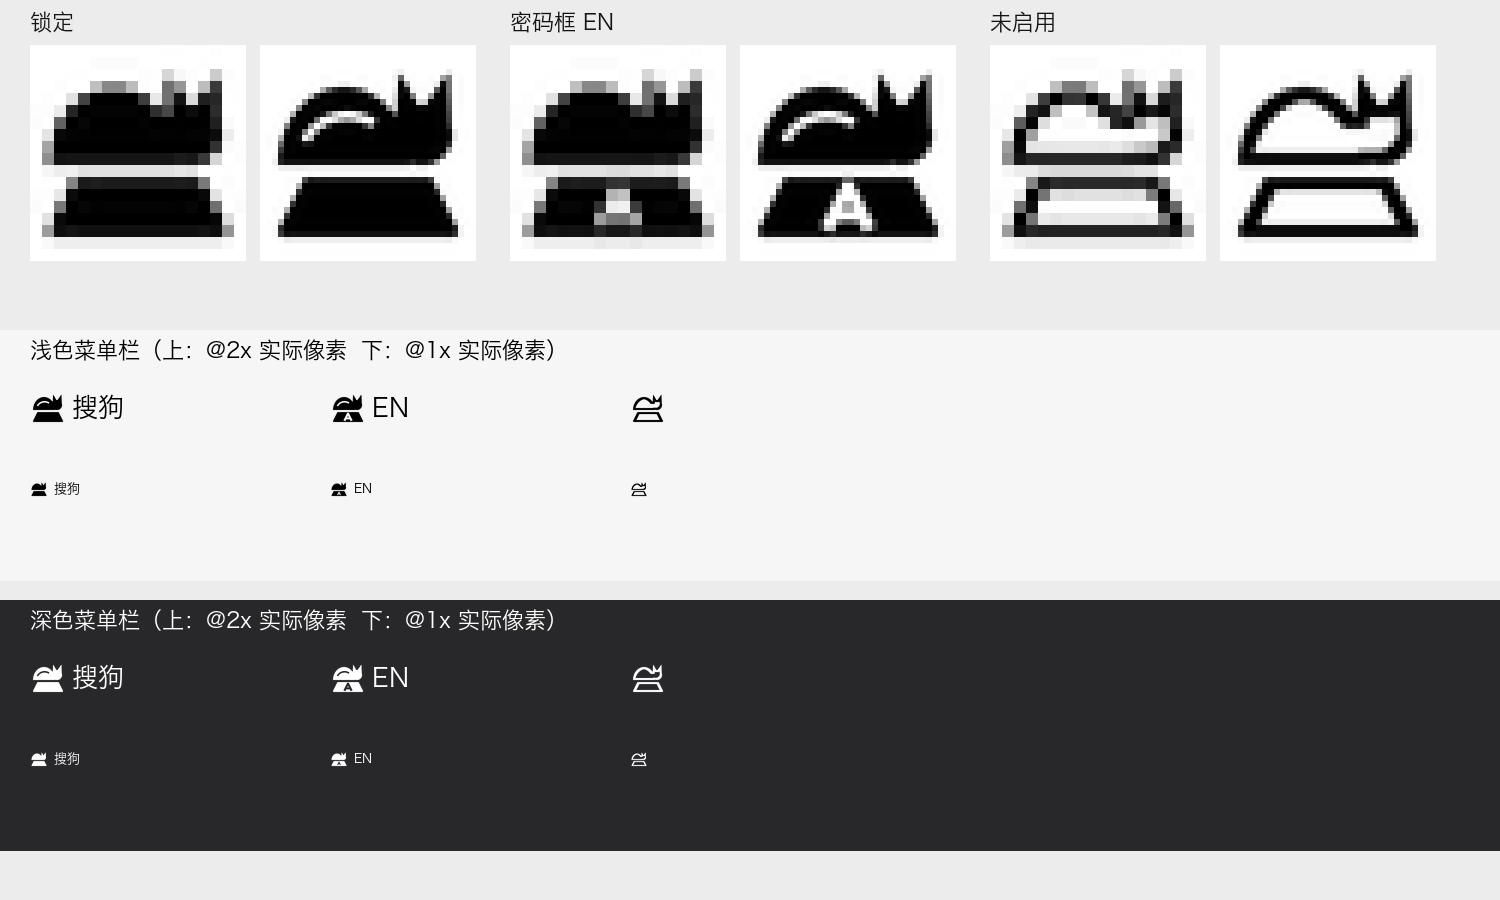 锁定
密码框 EN
未启用
浅色菜单栏（上：@2x 实际像素 下：@1x 实际像素）
搜狗
A EN
搜狗
A EN
深色菜单栏（上：@2x 实际像素 下：@1x 实际像素）
搜狗
A EN
搜狗
A EN